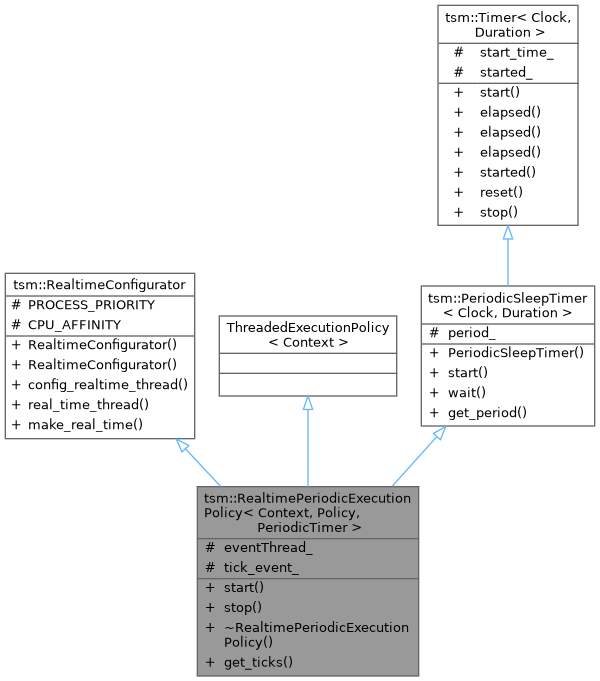 tsm::Timer< Clock,
Duration >
# start_time_
# started_
+ start()
+ elapsed()
+ elapsed()
+ elapsed()
+ started()
+ reset()
+ stop()
tsm::RealtimeConfigurator
# PROCESS_PRIORITY
# CPU_AFFINITY
+ RealtimeConfigurator()
+ RealtimeConfigurator()
+ config_realtime_thread()
+ real_time_thread()
+ make_real_time()
ThreadedExecutionPolicy
< Context >
tsm::PeriodicSleepTimer
< Clock, Duration >
# period_
+ PeriodicSleepTimer()
+ start()
+ wait()
+ get_period()
tsm::RealtimePeriodicExecution
Policy< Context, Policy,
PeriodicTimer >
# eventThread_
# tick_event_
+ start()
+ stop()
+ ~RealtimePeriodicExecution
Policy()
+ get_ticks()